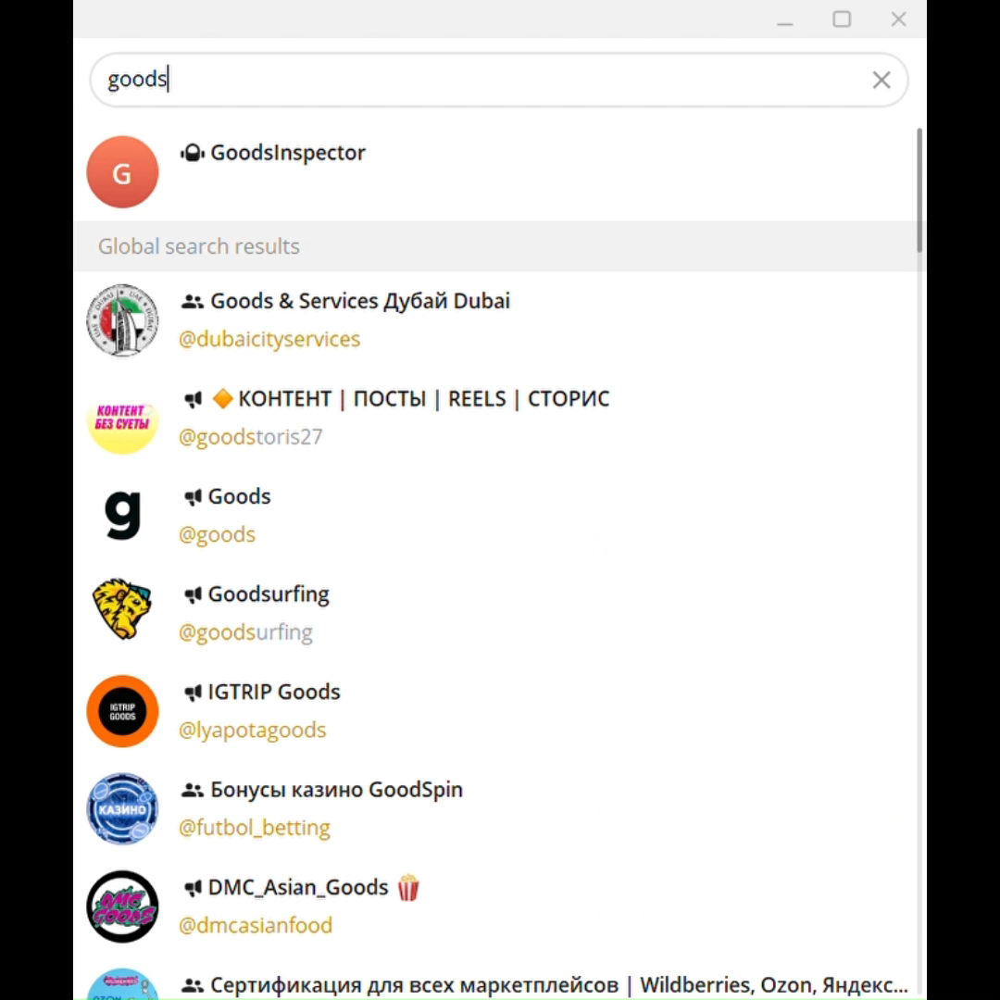 goods
G
GoodsInspector
Global search results
Goods & Services Дубай Dubai
@dubaicityservices
КОНТЕНТ
БЕЗ СУЕТЫ
КОНТЕНТ | ПОСТЫ | REELS | СТОРИС
@goodstoris27
g
Goods
@goods
Goodsurfing
@goodsurfing
IGTRIP
GOODS
IGTRIP Goods
@lyapotagoods
КАЗИНО
Бонусы казино GoodSpin
@futbol_betting
DMC
GOODS
DMC_Asian_Goods
@dmcasianfood
OZON
Сертификация для всех маркетплейсов | Wildberries, Ozon, Яндекс...